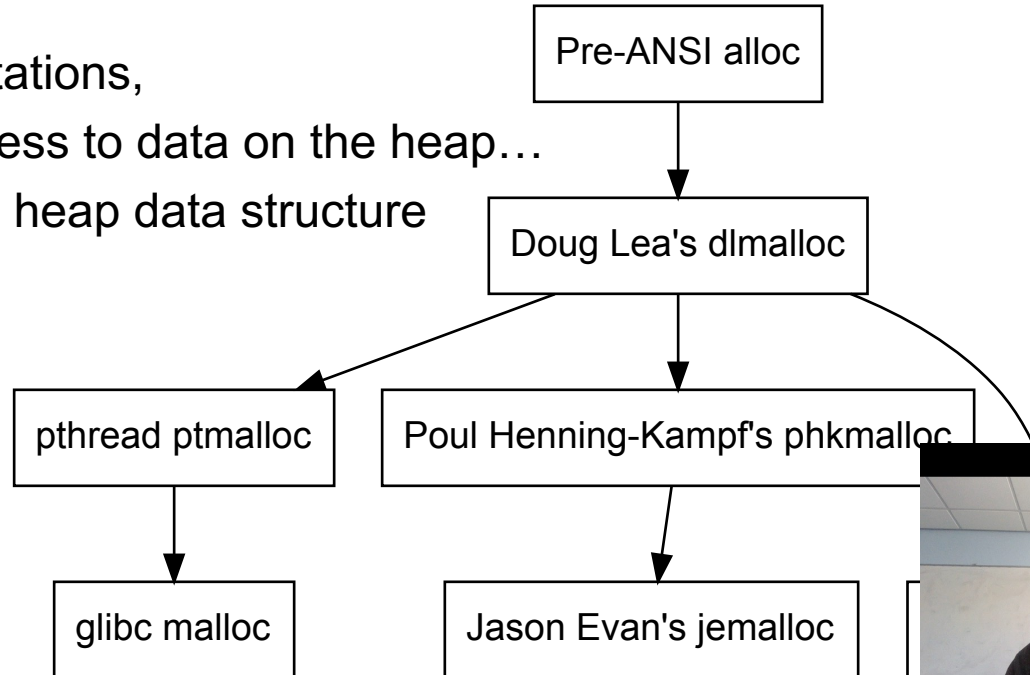 Pre-ANSI alloc
tations,
ess to data on the heap…
heap data structure
Doug Lea's dlmalloc
pthread ptmalloc
Poul Henning-Kampf's phkmalloc
glibc malloc
Jason Evan's jemalloc